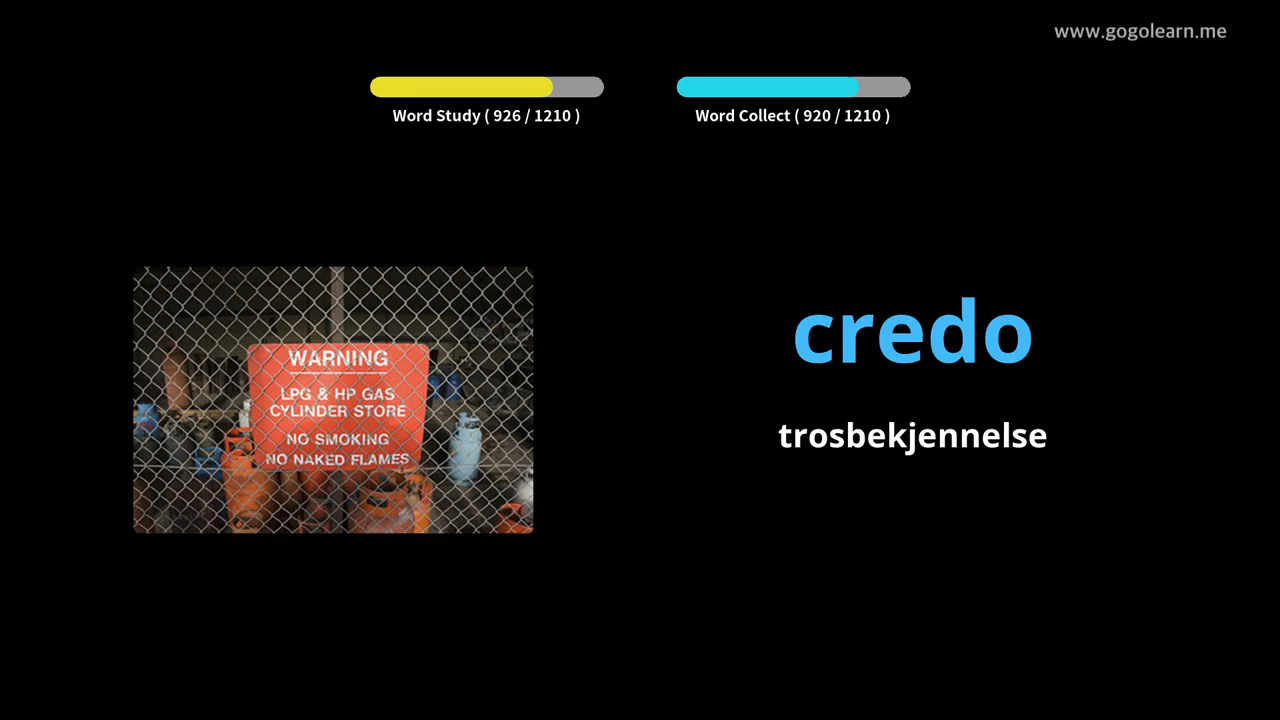 www.gogolearn.me
Word Study ( 926 / 1210 )
Word Collect ( 920 / 1210 )
WARNING
LPG & HP GAS
CYLINDER STORE
NO SMOKING
NO NAKED FLAMES
credo
trosbekjennelse